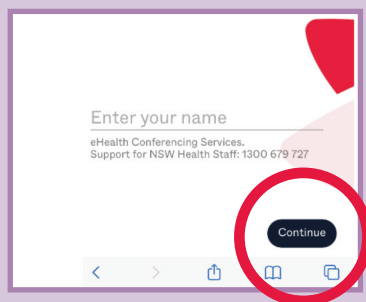 Enter your name
eHealth Conferencing Services.
Support for NSW Health Staff: 1300 679 727
Continue